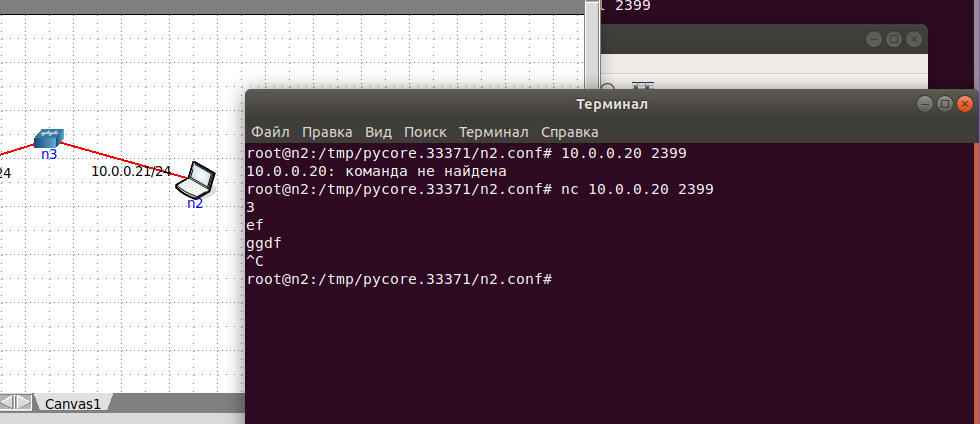 2399
Терминал
Файл Правка Вид Поиск Терминал Справка
root@n2:/tmp/pycore.33371/n2.conf# 10.0.0.20 2399
10.0.0.20: команда не найдена
root@n2:/tmp/pycore.33371/n2.conf# nc 10.0.0.20 2399
3
ef
ggdf
^C
root@n2:/tmp/pycore.33371/n2.conf#
n3
24
10.0.0.21/24
n2
Canvas1